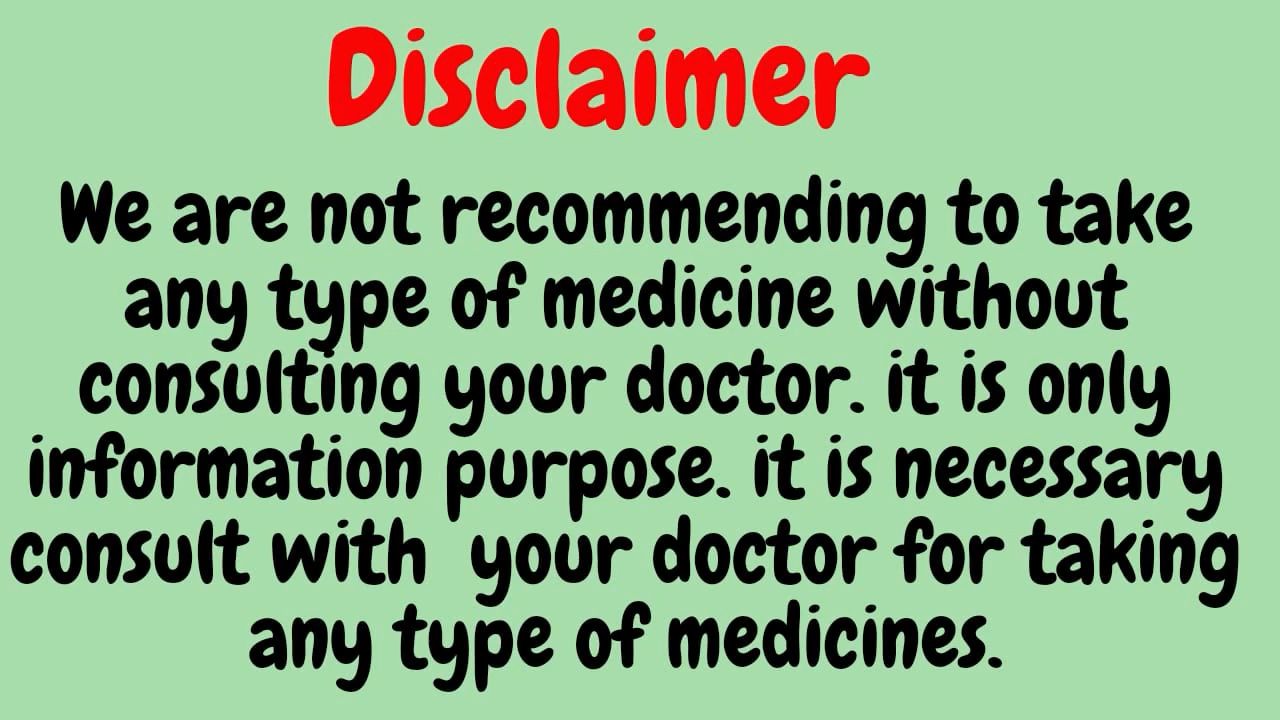 Disclaimer
We are not recommending to take
any type of medicine without
consulting your doctor. it is only
information purpose. it is necessary
consult with your doctor for taking
any type of medicines.